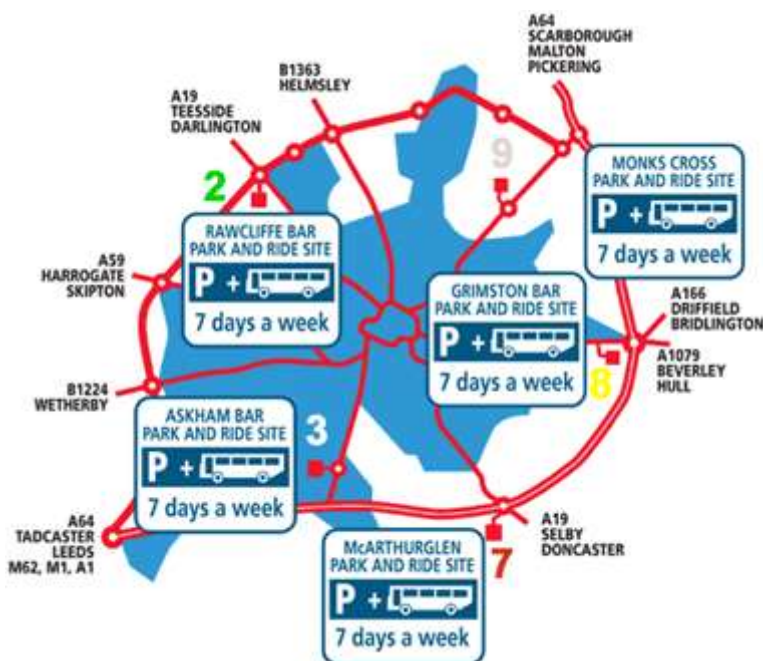 A64
SCARBOROUGH
MALTON
PICKERING
B1363
HELMSLEY
A19
TEESSIDE
DARLINGTON
9
MONKS CROSS
PARK AND RIDE SITE
P +
7 days a week
2
RAWCLIFFE BAR
PARK AND RIDE SITE
P +
7 days a week
A59
HARROGATE
SKIPTON
GRIMSTON BAR
PARK AND RIDE SITE
P +
7 days a week
A166
DRIFFIELD
BRIDLINGTON
8
A1079
BEVERLEY
HULL
B1224
WETHERBY
ASKHAM BAR
PARK AND RIDE SITE
P +
7 days a week
3
A64
TADCASTER
LEEDS
M62, M1, A1
7
A19
SELBY
DONCASTER
McARTHURGLEN
PARK AND RIDE SITE
P +
7 days a week